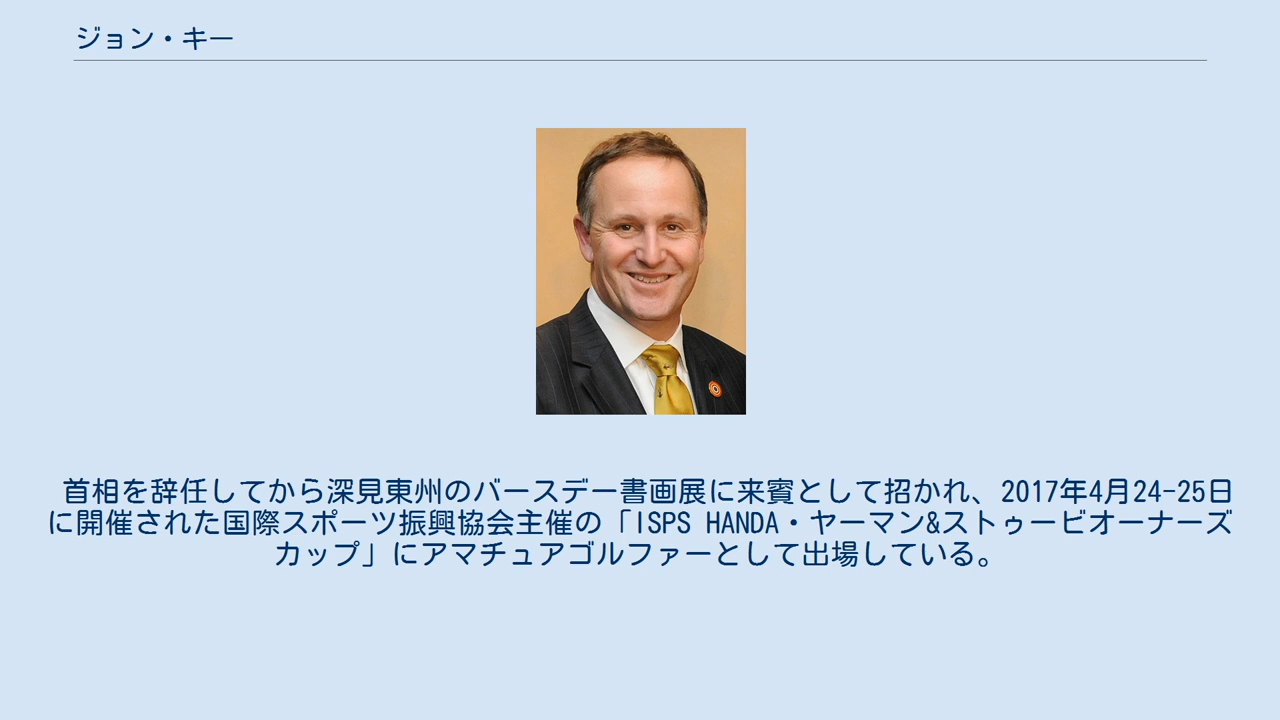 ジョン・キー
首相を辞任してから深見東州のバースデー書画展に来賓として招かれ、2017年4月24-25日
に開催された国際スポーツ振興協会主催の「ISPS HANDA・ヤーマン&ストゥービオーナーズ
カップ」にアマチュアゴルファーとして出場している。